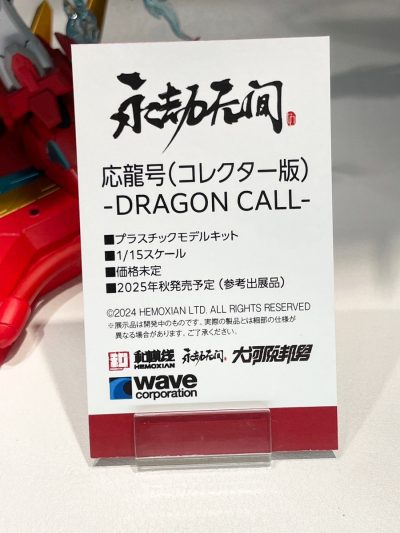 永劫无间
応龍号(コレクター版)
-DRAGON CALL-
■プラスチックモデルキット
■1/15スケール
■価格未定
■2025年秋発売予定(参考出展品)
©2024 HEMOXIAN LTD. ALL RIGHTS RESERVED
※展示品は開発中のものです。実際の製品とは細部の仕様が
異なる場合があります。ご了承ください。
HEMOXIAN 永劫无间 大河阪邦男
wave
corporation